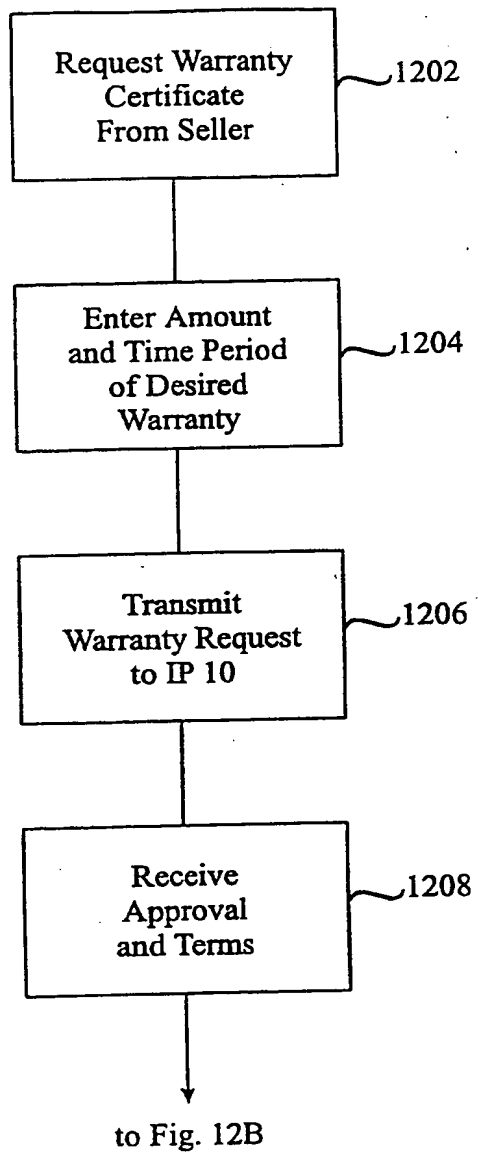 Request Warranty
Certificate
From Seller
1202
Enter Amount
and Time Period
of Desired
Warranty
1204
Transmit
Warranty Request
to IP 10
1206
Receive
Approval
and Terms
1208
to Fig. 12B